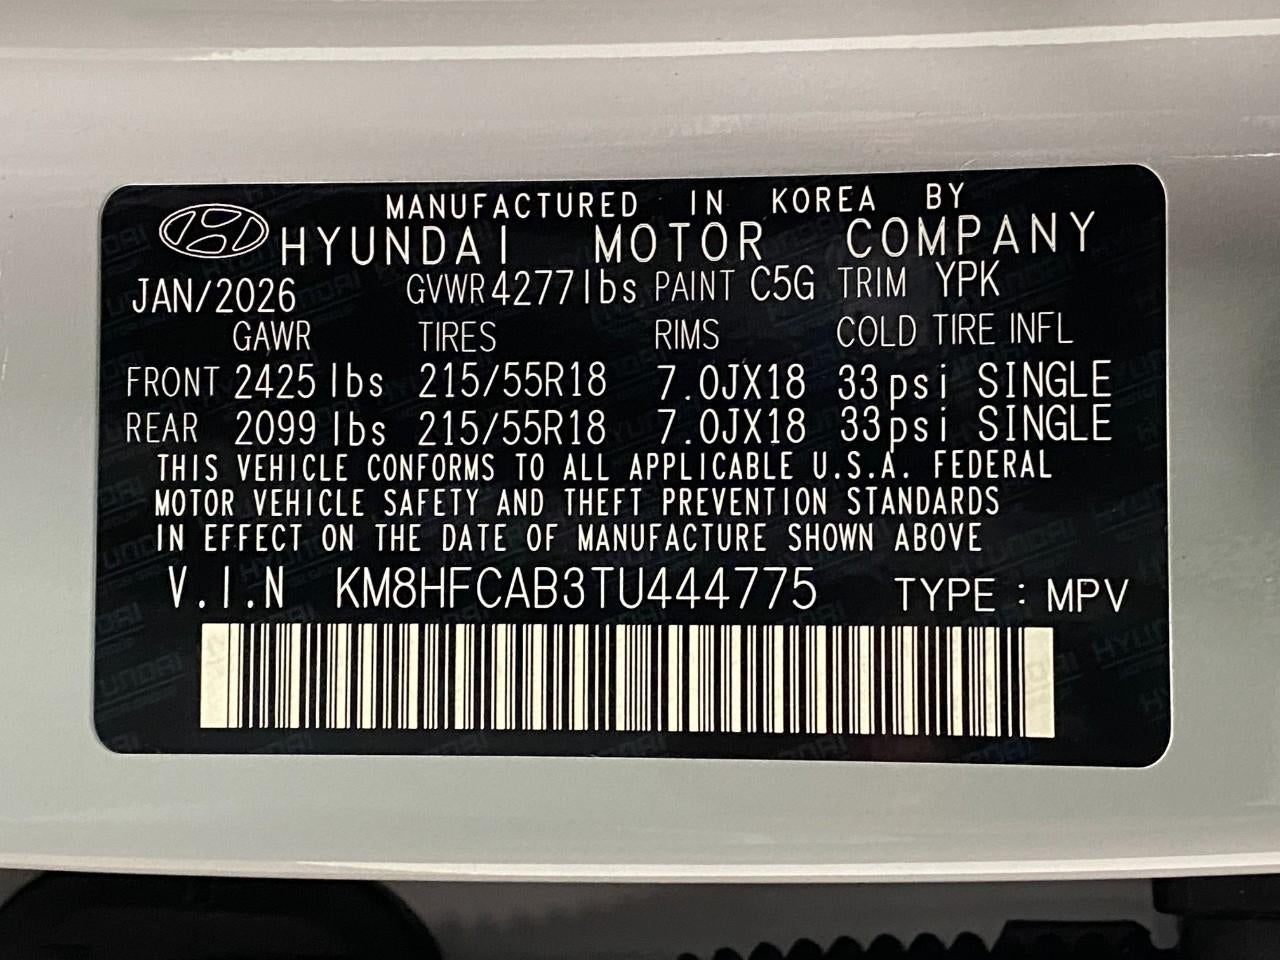 MANUFACTURED IN KOREA BY
HYUNDAI MOTOR COMPANY
JAN/2026 GVWR 4277lbs PAINT C5G TRIM YPK
GAWR TIRES RIMS COLD TIRE INFL
FRONT 2425 lbs 215/55R18 7.0JX18 33psi SINGLE
REAR 2099 lbs 215/55R18 7.0JX18 33psi SINGLE
THIS VEHICLE CONFORMS TO ALL APPLICABLE U.S.A. FEDERAL
MOTOR VEHICLE SAFETY AND THEFT PREVENTION STANDARDS
IN EFFECT ON THE DATE OF MANUFACTURE SHOWN ABOVE
V.I.N KM8HFCAB3TU444775 TYPE : MPV